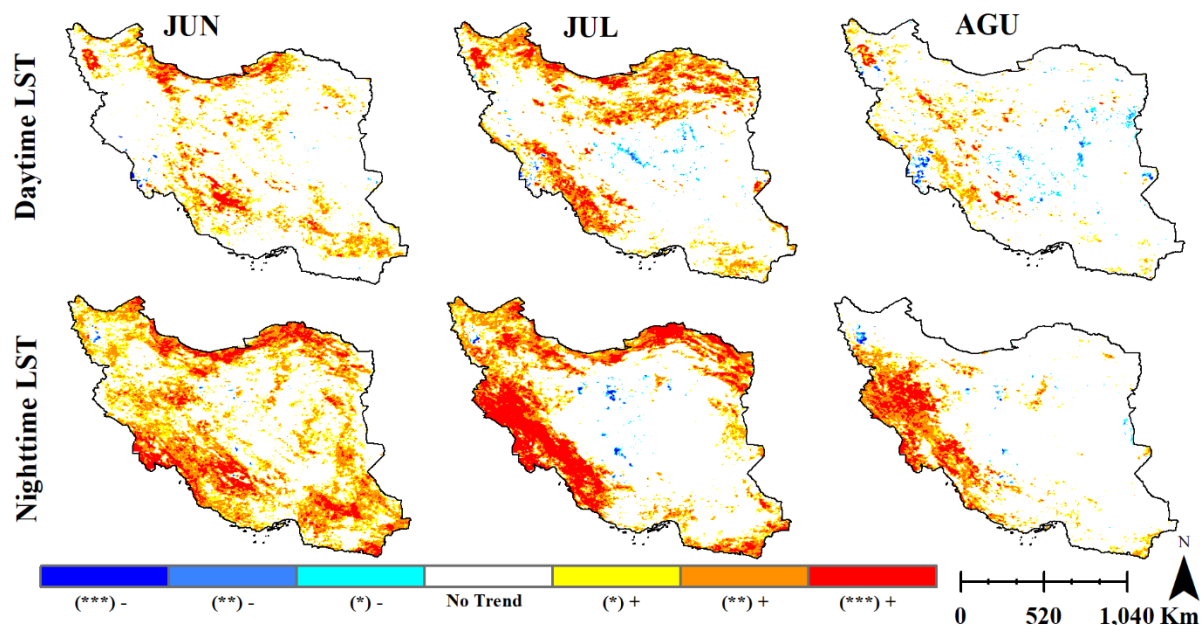 JUN JUL AGU
Daytime LST
Nighttime LST
N
(***) - (**) - (*) - No Trend (*) + (**) + (***) +
0 520 1,040 Km